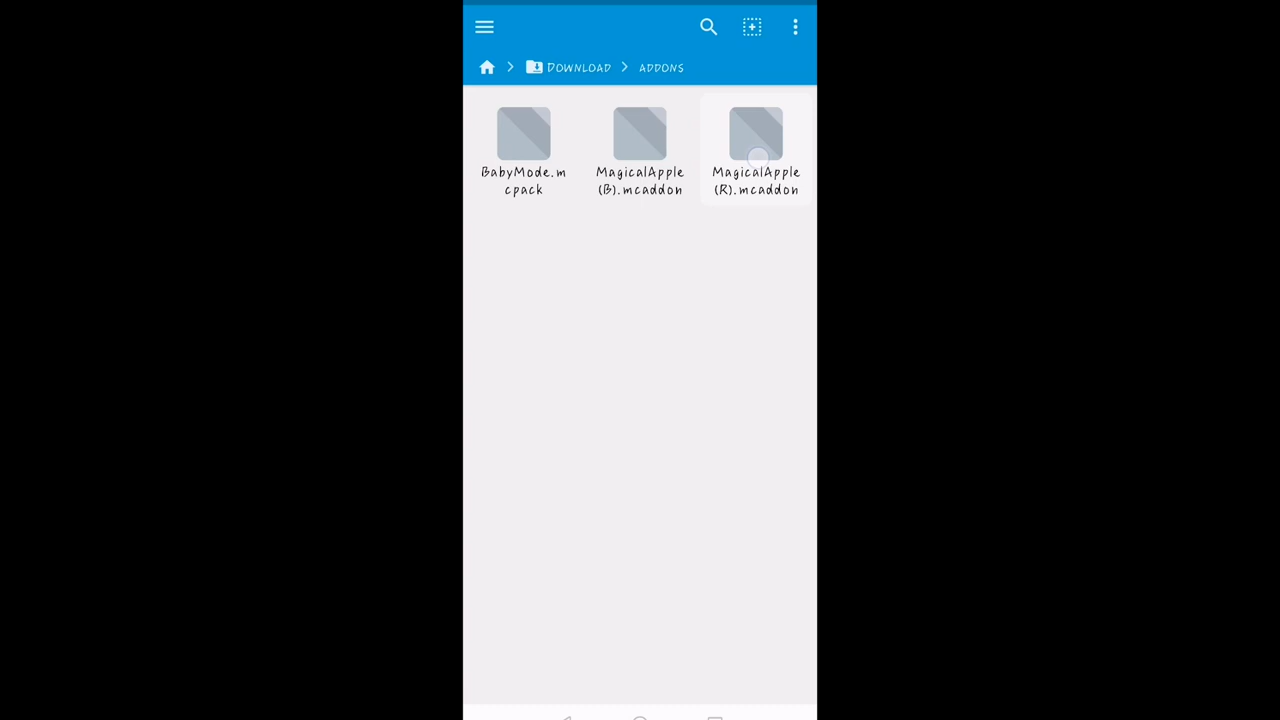 Download > addons
BabyMode.m
cpack
MagicalApple
(B).mcaddon
MagicalApple
(R).mcaddon